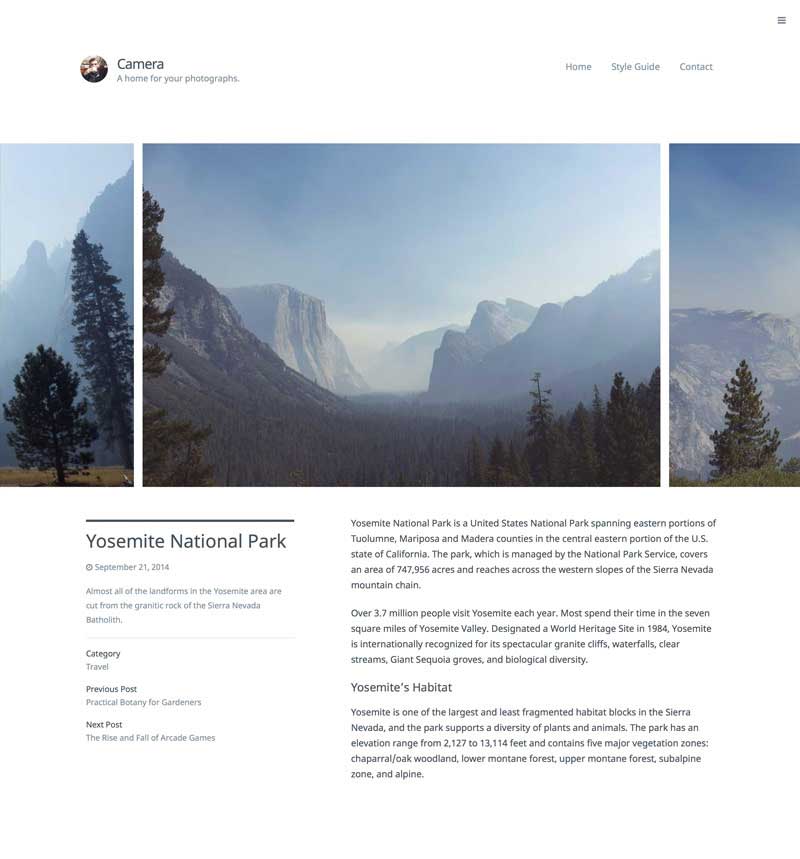 Camera
A home for your photographs.
Home Style Guide Contact
Yosemite National Park
September 21, 2014
Almost all of the landforms in the Yosemite area are
cut from the granitic rock of the Sierra Nevada
Batholith.
Category
Travel
Previous Post
Practical Botany for Gardeners
Next Post
The Rise and Fall of Arcade Games
Yosemite National Park is a United States National Park spanning eastern portions of
Tuolumne, Mariposa and Madera counties in the central eastern portion of the U.S.
state of California. The park, which is managed by the National Park Service, covers
an area of 747,956 acres and reaches across the western slopes of the Sierra Nevada
mountain chain.
Over 3.7 million people visit Yosemite each year. Most spend their time in the seven
square miles of Yosemite Valley. Designated a World Heritage Site in 1984, Yosemite
is internationally recognized for its spectacular granite cliffs, waterfalls, clear
streams, Giant Sequoia groves, and biological diversity.
Yosemite’s Habitat
Yosemite is one of the largest and least fragmented habitat blocks in the Sierra
Nevada, and the park supports a diversity of plants and animals. The park has an
elevation range from 2,127 to 13,114 feet and contains five major vegetation zones:
chaparral/oak woodland, lower montane forest, upper montane forest, subalpine
zone, and alpine.